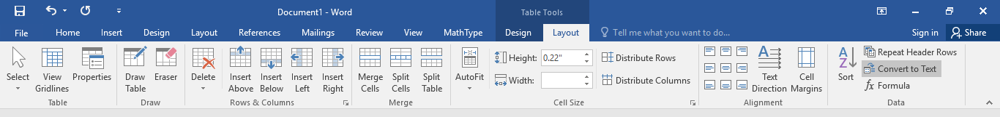 Document1 - Word
Table Tools
File Home Insert Design Layout References Mailings Review View MathType Design Layout Tell me what you want to do... Sign in Share
Select
View Gridlines
Properties
Table
Draw Table
Eraser
Draw
Delete
Insert Above
Insert Below
Insert Left
Insert Right
Rows & Columns
Merge Cells
Split Cells
Split Table
Merge
AutoFit
Height: 0.22"
Width:
Distribute Rows
Distribute Columns
Cell Size
A
Text Direction
Cell Margins
Alignment
A
Z
Sort
Repeat Header Rows
Convert to Text
fx Formula
Data